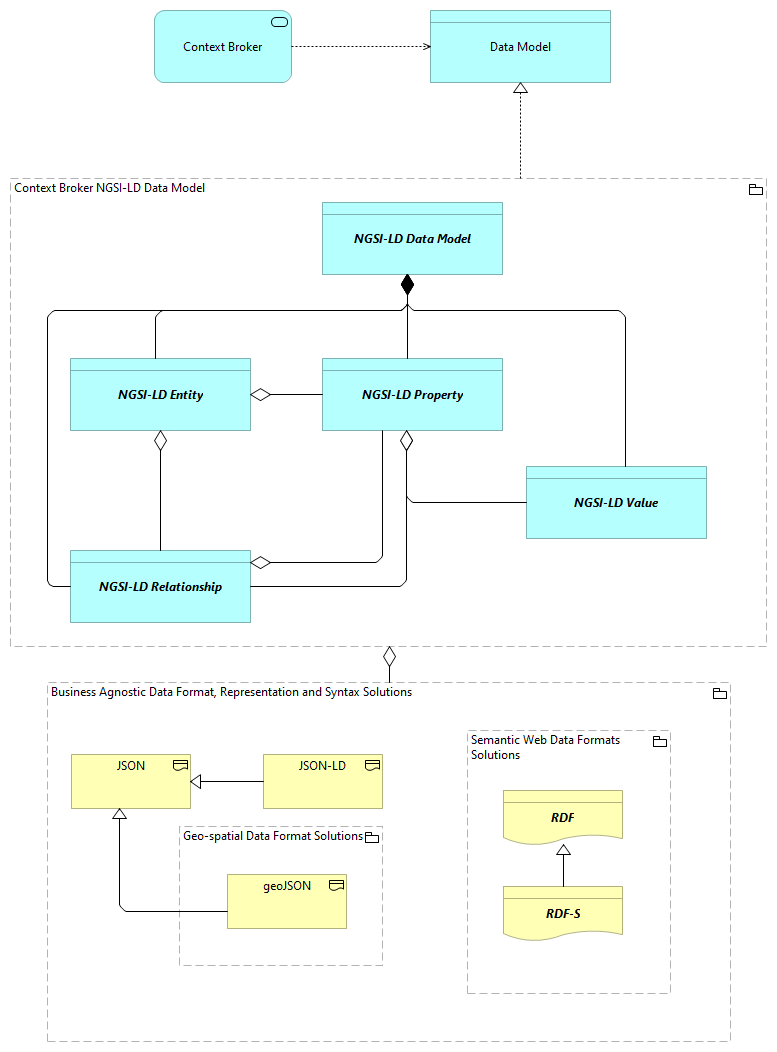 Context Broker
Data Model
Context Broker NGSI-LD Data Model
NGSI-LD Data Model
NGSI-LD Entity
NGSI-LD Property
NGSI-LD Value
NGSI-LD Relationship
Business Agnostic Data Format, Representation and Syntax Solutions
JSON
JSON-LD
Semantic Web Data Formats
Solutions
RDF
Geo-spatial Data Format Solutions
geoJSON
RDF-S